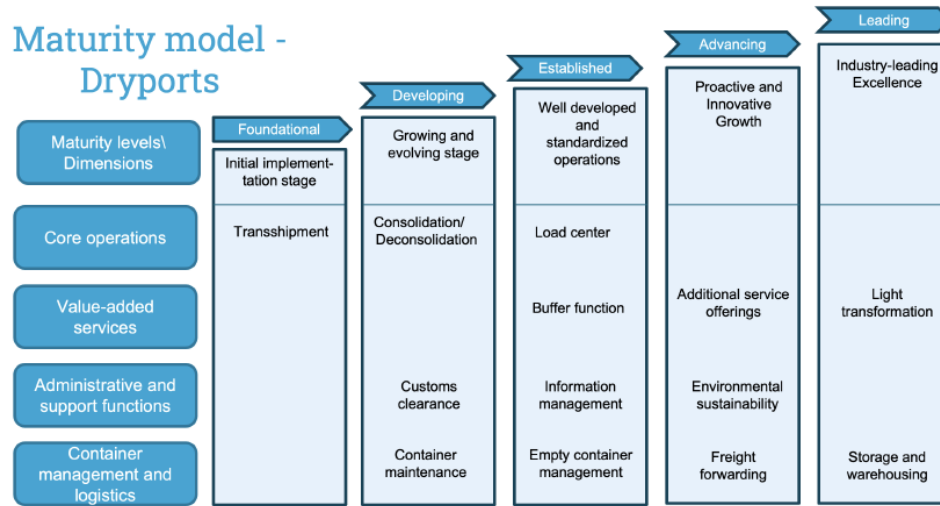 Maturity model -
Dryports
Leading
Advancing
Established
Developing
Foundational
Maturity levels\
Dimensions
Initial implemen-
tation stage
Growing and
evolving stage
Well developed
and
standardized
operations
Proactive and
Innovative
Growth
Industry-leading
Excellence
Core operations
Transshipment
Consolidation/
Deconsolidation
Load center
Value-added
services
Buffer function
Additional service
offerings
Light
transformation
Administrative and
support functions
Customs
clearance
Information
management
Environmental
sustainability
Container
management and
logistics
Container
maintenance
Empty container
management
Freight
forwarding
Storage and
warehousing